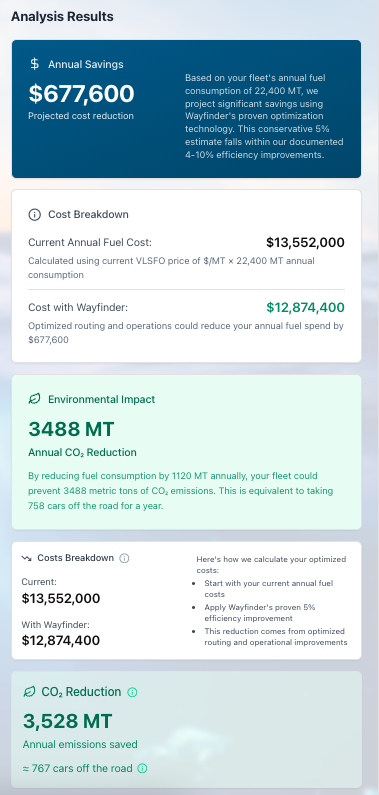 Analysis Results
Annual Savings
$677,600
Projected cost reduction
Based on your fleet's annual fuel
consumption of 22,400 MT, we
project significant savings using
Wayfinder's proven optimization
technology. This conservative 5%
estimate falls within our documented
4-10% efficiency improvements.
Cost Breakdown
Current Annual Fuel Cost: $13,552,000
Calculated using current VLSFO price of $/MT × 22,400 MT annual
consumption
Cost with Wayfinder: $12,874,400
Optimized routing and operations could reduce your annual fuel spend by
$677,600
Environmental Impact
3488 MT
Annual CO₂ Reduction
By reducing fuel consumption by 1120 MT annually, your fleet could
prevent 3488 metric tons of CO₂ emissions. This is equivalent to taking
758 cars off the road for a year.
Costs Breakdown
Current:
$13,552,000
With Wayfinder:
$12,874,400
Here's how we calculate your optimized
costs:
• Start with your current annual fuel
costs
• Apply Wayfinder's proven 5%
efficiency improvement
• This reduction comes from optimized
routing and operational improvements
CO₂ Reduction
3,528 MT
Annual emissions saved
≈ 767 cars off the road